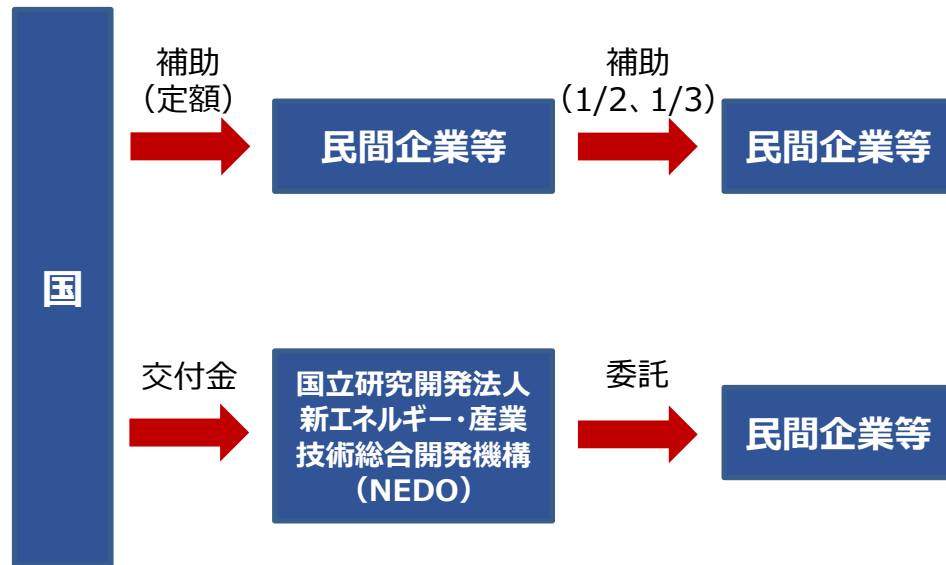 国
補助
（定額）
民間企業等
補助
（1/2、1/3）
民間企業等
交付金
国立研究開発法人
新エネルギー・産業
技術総合開発機構
（NEDO）
委託
民間企業等